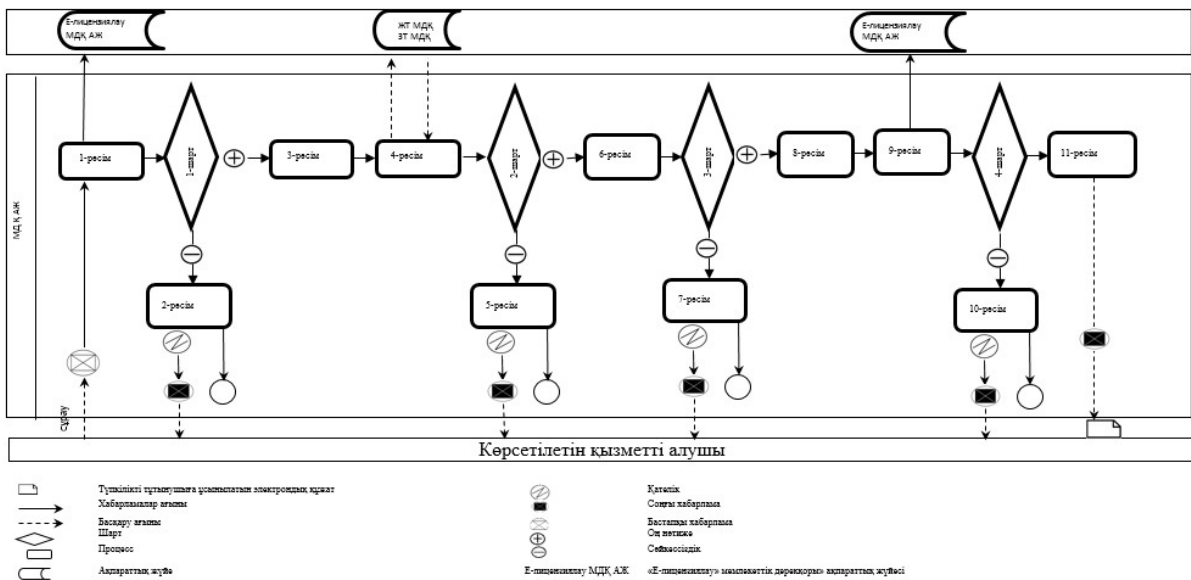 Е-лицензиялау
МДҚ АЖ
ЖТ МДҚ
ЗТ МДҚ
Е-лицензиялау
МДҚ АЖ
МД Қ АЖ
1-рәсім
1-шарт
3-рәсім
4-рәсім
2-шарт
6-рәсім
3-шарт
8-рәсім
9-рәсім
4-шарт
11-рәсім
2-рәсім
5-рәсім
7-рәсім
10-рәсім
сұрау
Көрсетілетін қызметті алушы
Түпкілікті тұтынушыға ұсынылатын электрондық құжат
Хабарламалар ағыны
Басқару ағыны
Шарт
Процесс
Ақпараттық жүйе
Қателік
Соңғы хабарлама
Бастапқы хабарлама
Оң нәтиже
Сәйкессіздік
Е-лицензиялау МДҚ АЖ «Е-лицензиялау» мемлекеттік дерекқоры» ақпараттық жүйесі